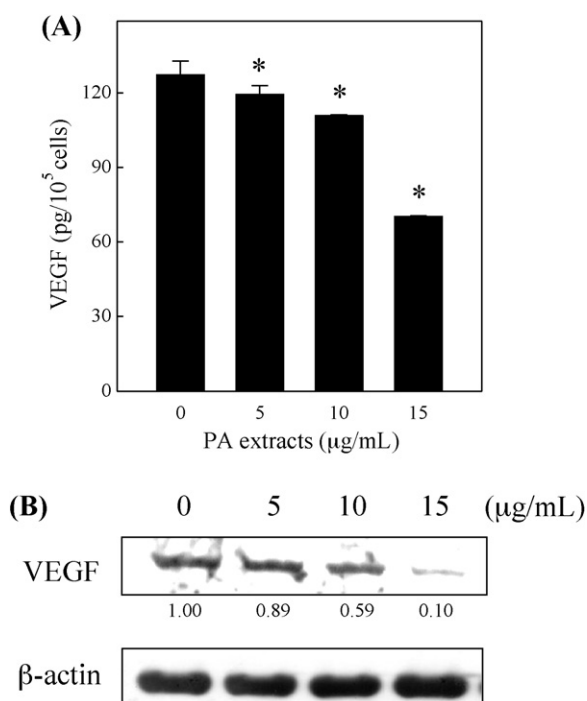 (A)
VEGF (pg/10⁵ cells)
120
90
60
30
0
* * *
0 5 10 15
PA extracts (µg/mL)
(B) 0 5 10 15 (µg/mL)
VEGF
1.00 0.89 0.59 0.10
β-actin